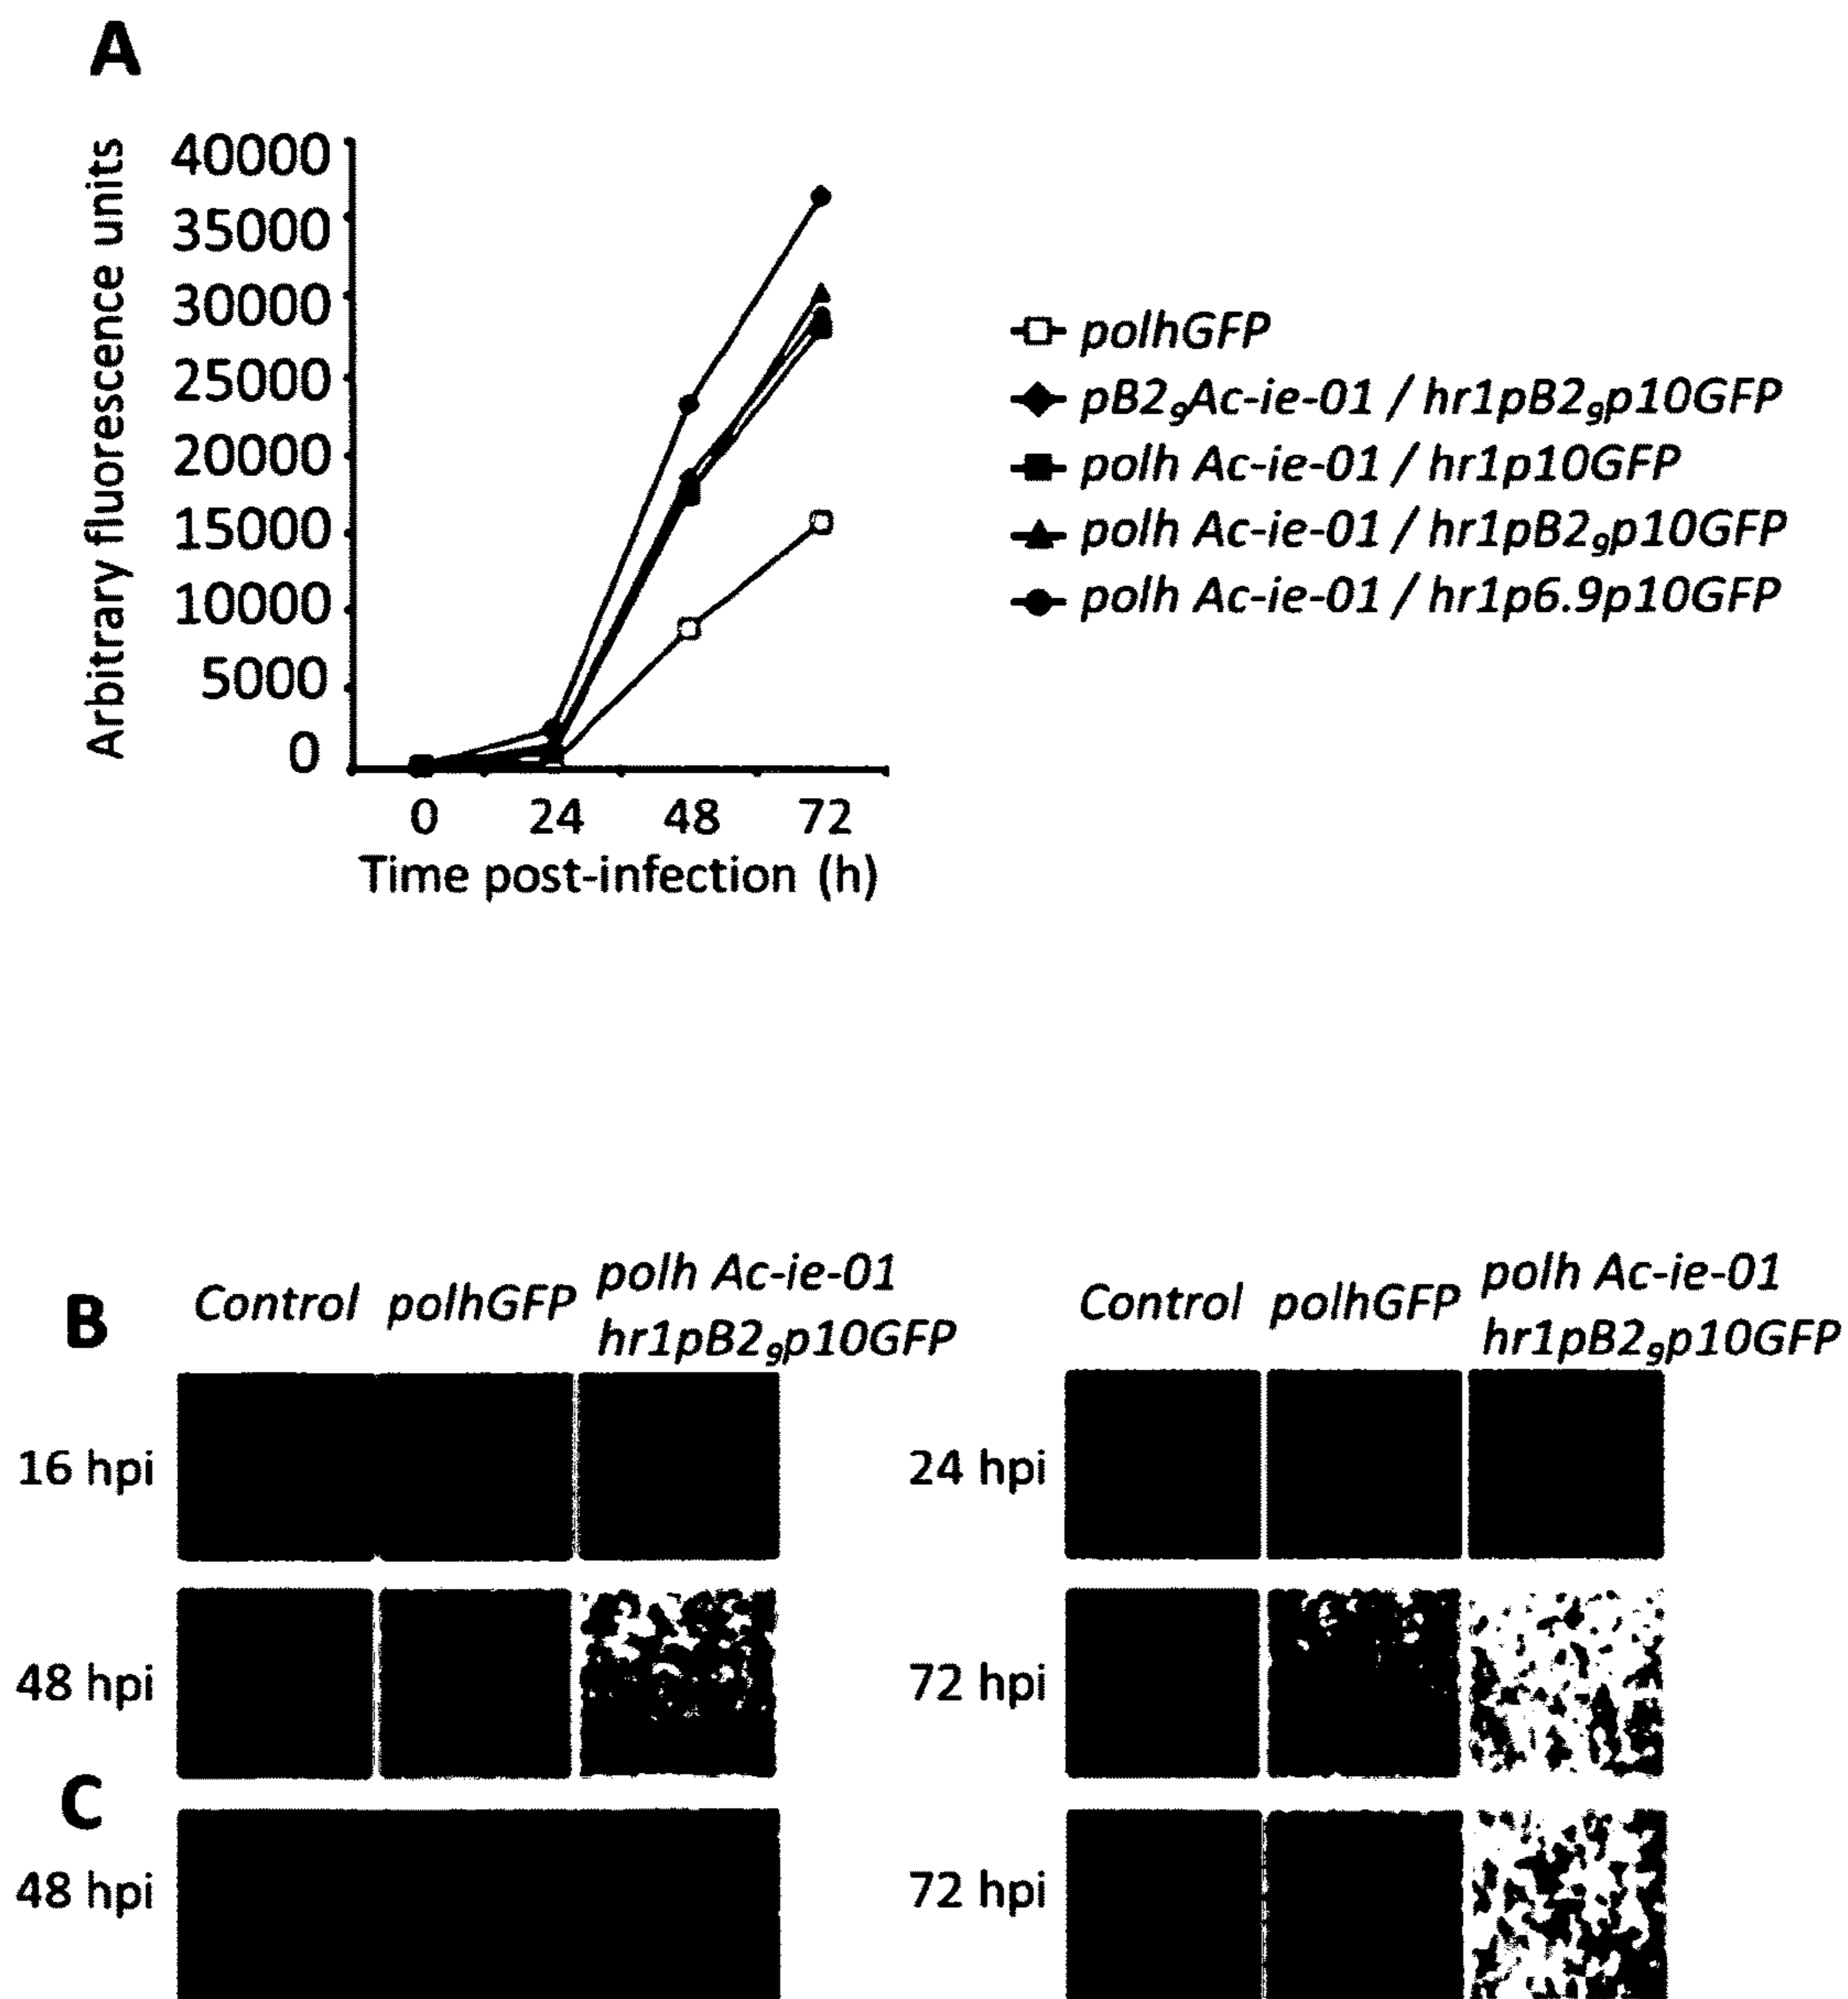 A
Arbitrary fluorescence units
40000
35000
30000
25000
20000
15000
10000
5000
0
0 24 48 72
Time post-infection (h)
polhGFP
pB2₉Ac-ie-01 / hr1pB2₉p10GFP
polh Ac-ie-01 / hr1p10GFP
polh Ac-ie-01 / hr1pB2₉p10GFP
polh Ac-ie-01 / hr1p6.9p10GFP
B
Control polhGFP polh Ac-ie-01
hr1pB2₉p10GFP
Control polhGFP polh Ac-ie-01
hr1pB2₉p10GFP
16 hpi
24 hpi
48 hpi
72 hpi
C
48 hpi
72 hpi